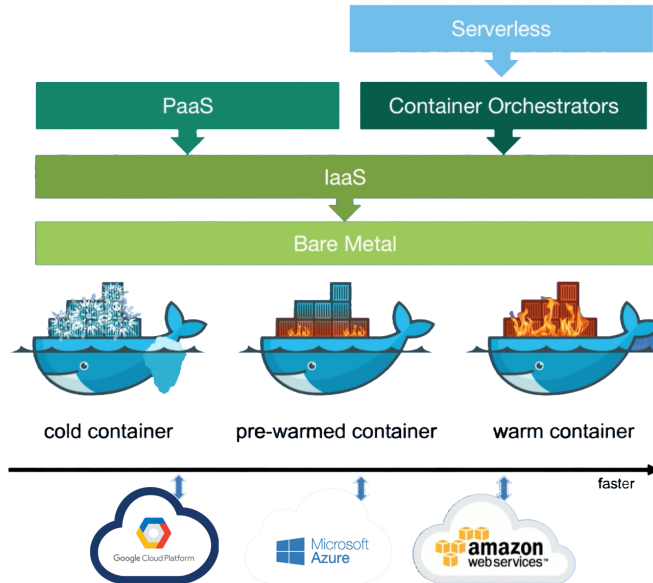 Serverless
PaaS
Container Orchestrators
IaaS
Bare Metal
cold container
pre-warmed container
warm container
faster
Google Cloud Platform
Microsoft
Azure
amazon
web services™